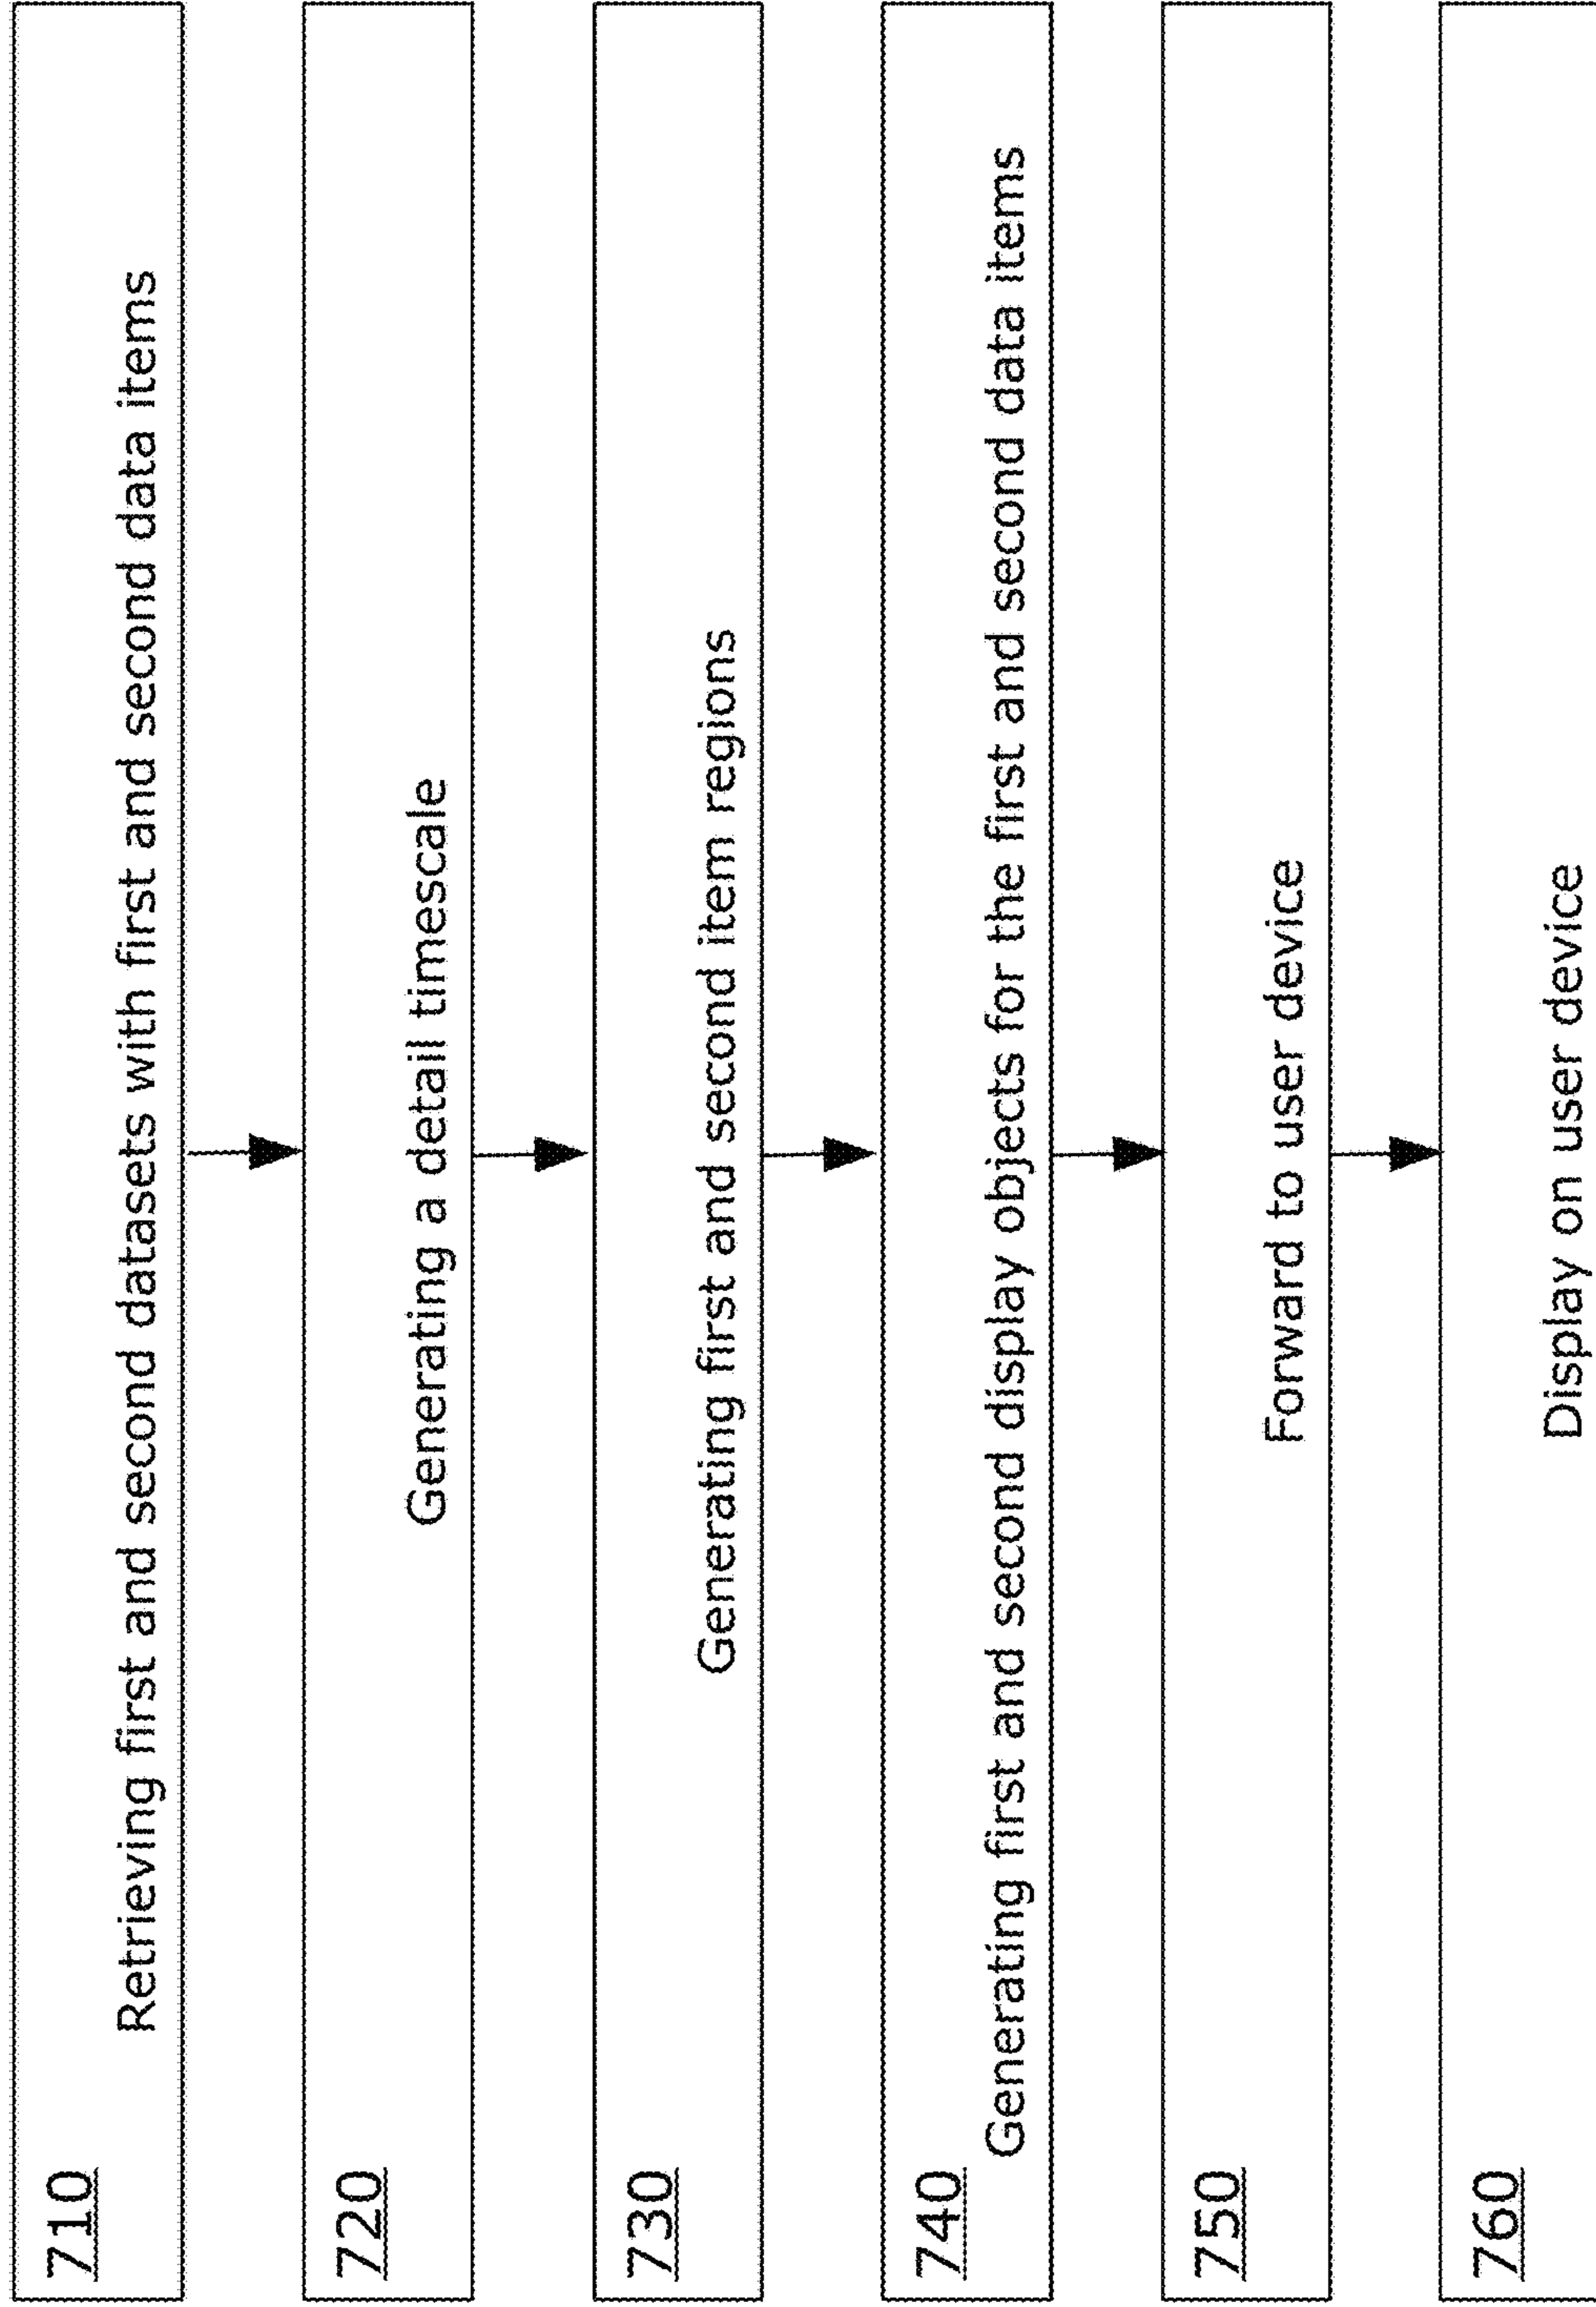 710
Retrieving first and second datasets with first and second data items
720
Generating a detail timescale
730
Generating first and second item regions
740
Generating first and second display objects for the first and second data items
750
Forward to user device
760
Display on user device